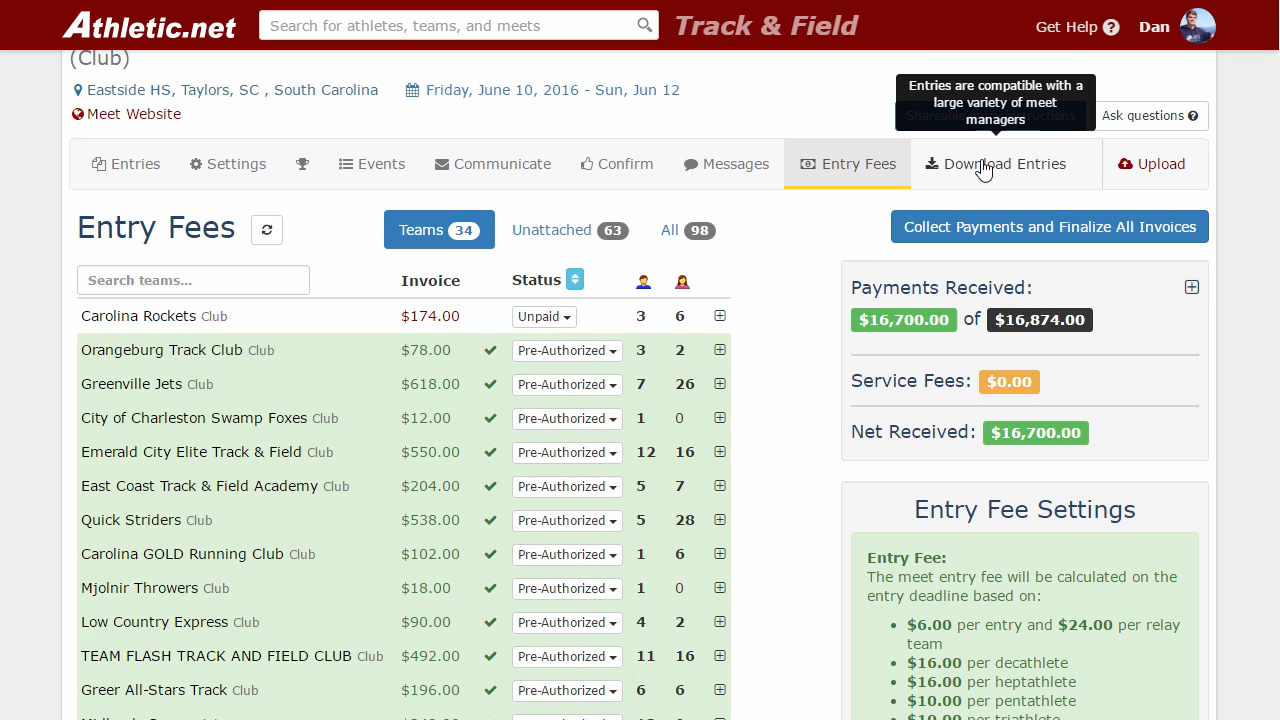 Athletic.net
Search for athletes, teams, and meets
Track & Field
Get Help
Dan
(Club)
Eastside HS, Taylors, SC , South Carolina
Friday, June 10, 2016 - Sun, Jun 12
Entries are compatible with a
large variety of meet
managers
Meet Website
Ask questions
Entries
Settings
Events
Communicate
Confirm
Messages
Entry Fees
Download Entries
Upload
Entry Fees
Teams 34
Unattached 63
All 98
Collect Payments and Finalize All Invoices
Search teams...
Invoice
Status
Carolina Rockets Club $174.00 Unpaid 3 6
Orangeburg Track Club Club $78.00 Pre-Authorized 3 2
Greenville Jets Club $618.00 Pre-Authorized 7 26
City of Charleston Swamp Foxes Club $12.00 Pre-Authorized 1 0
Emerald City Elite Track & Field Club $550.00 Pre-Authorized 12 16
East Coast Track & Field Academy Club $204.00 Pre-Authorized 5 7
Quick Striders Club $538.00 Pre-Authorized 5 28
Carolina GOLD Running Club Club $102.00 Pre-Authorized 1 6
Mjolnir Throwers Club $18.00 Pre-Authorized 1 0
Low Country Express Club $90.00 Pre-Authorized 4 2
TEAM FLASH TRACK AND FIELD CLUB Club $492.00 Pre-Authorized 11 16
Greer All-Stars Track Club $196.00 Pre-Authorized 6 6
Payments Received:
$16,700.00 of $16,874.00
Service Fees: $0.00
Net Received: $16,700.00
Entry Fee Settings
Entry Fee:
The meet entry fee will be calculated on the
entry deadline based on:
$6.00 per entry and $24.00 per relay
team
$16.00 per decathlete
$16.00 per heptathlete
$10.00 per pentathlete
$10.00 per triathlete